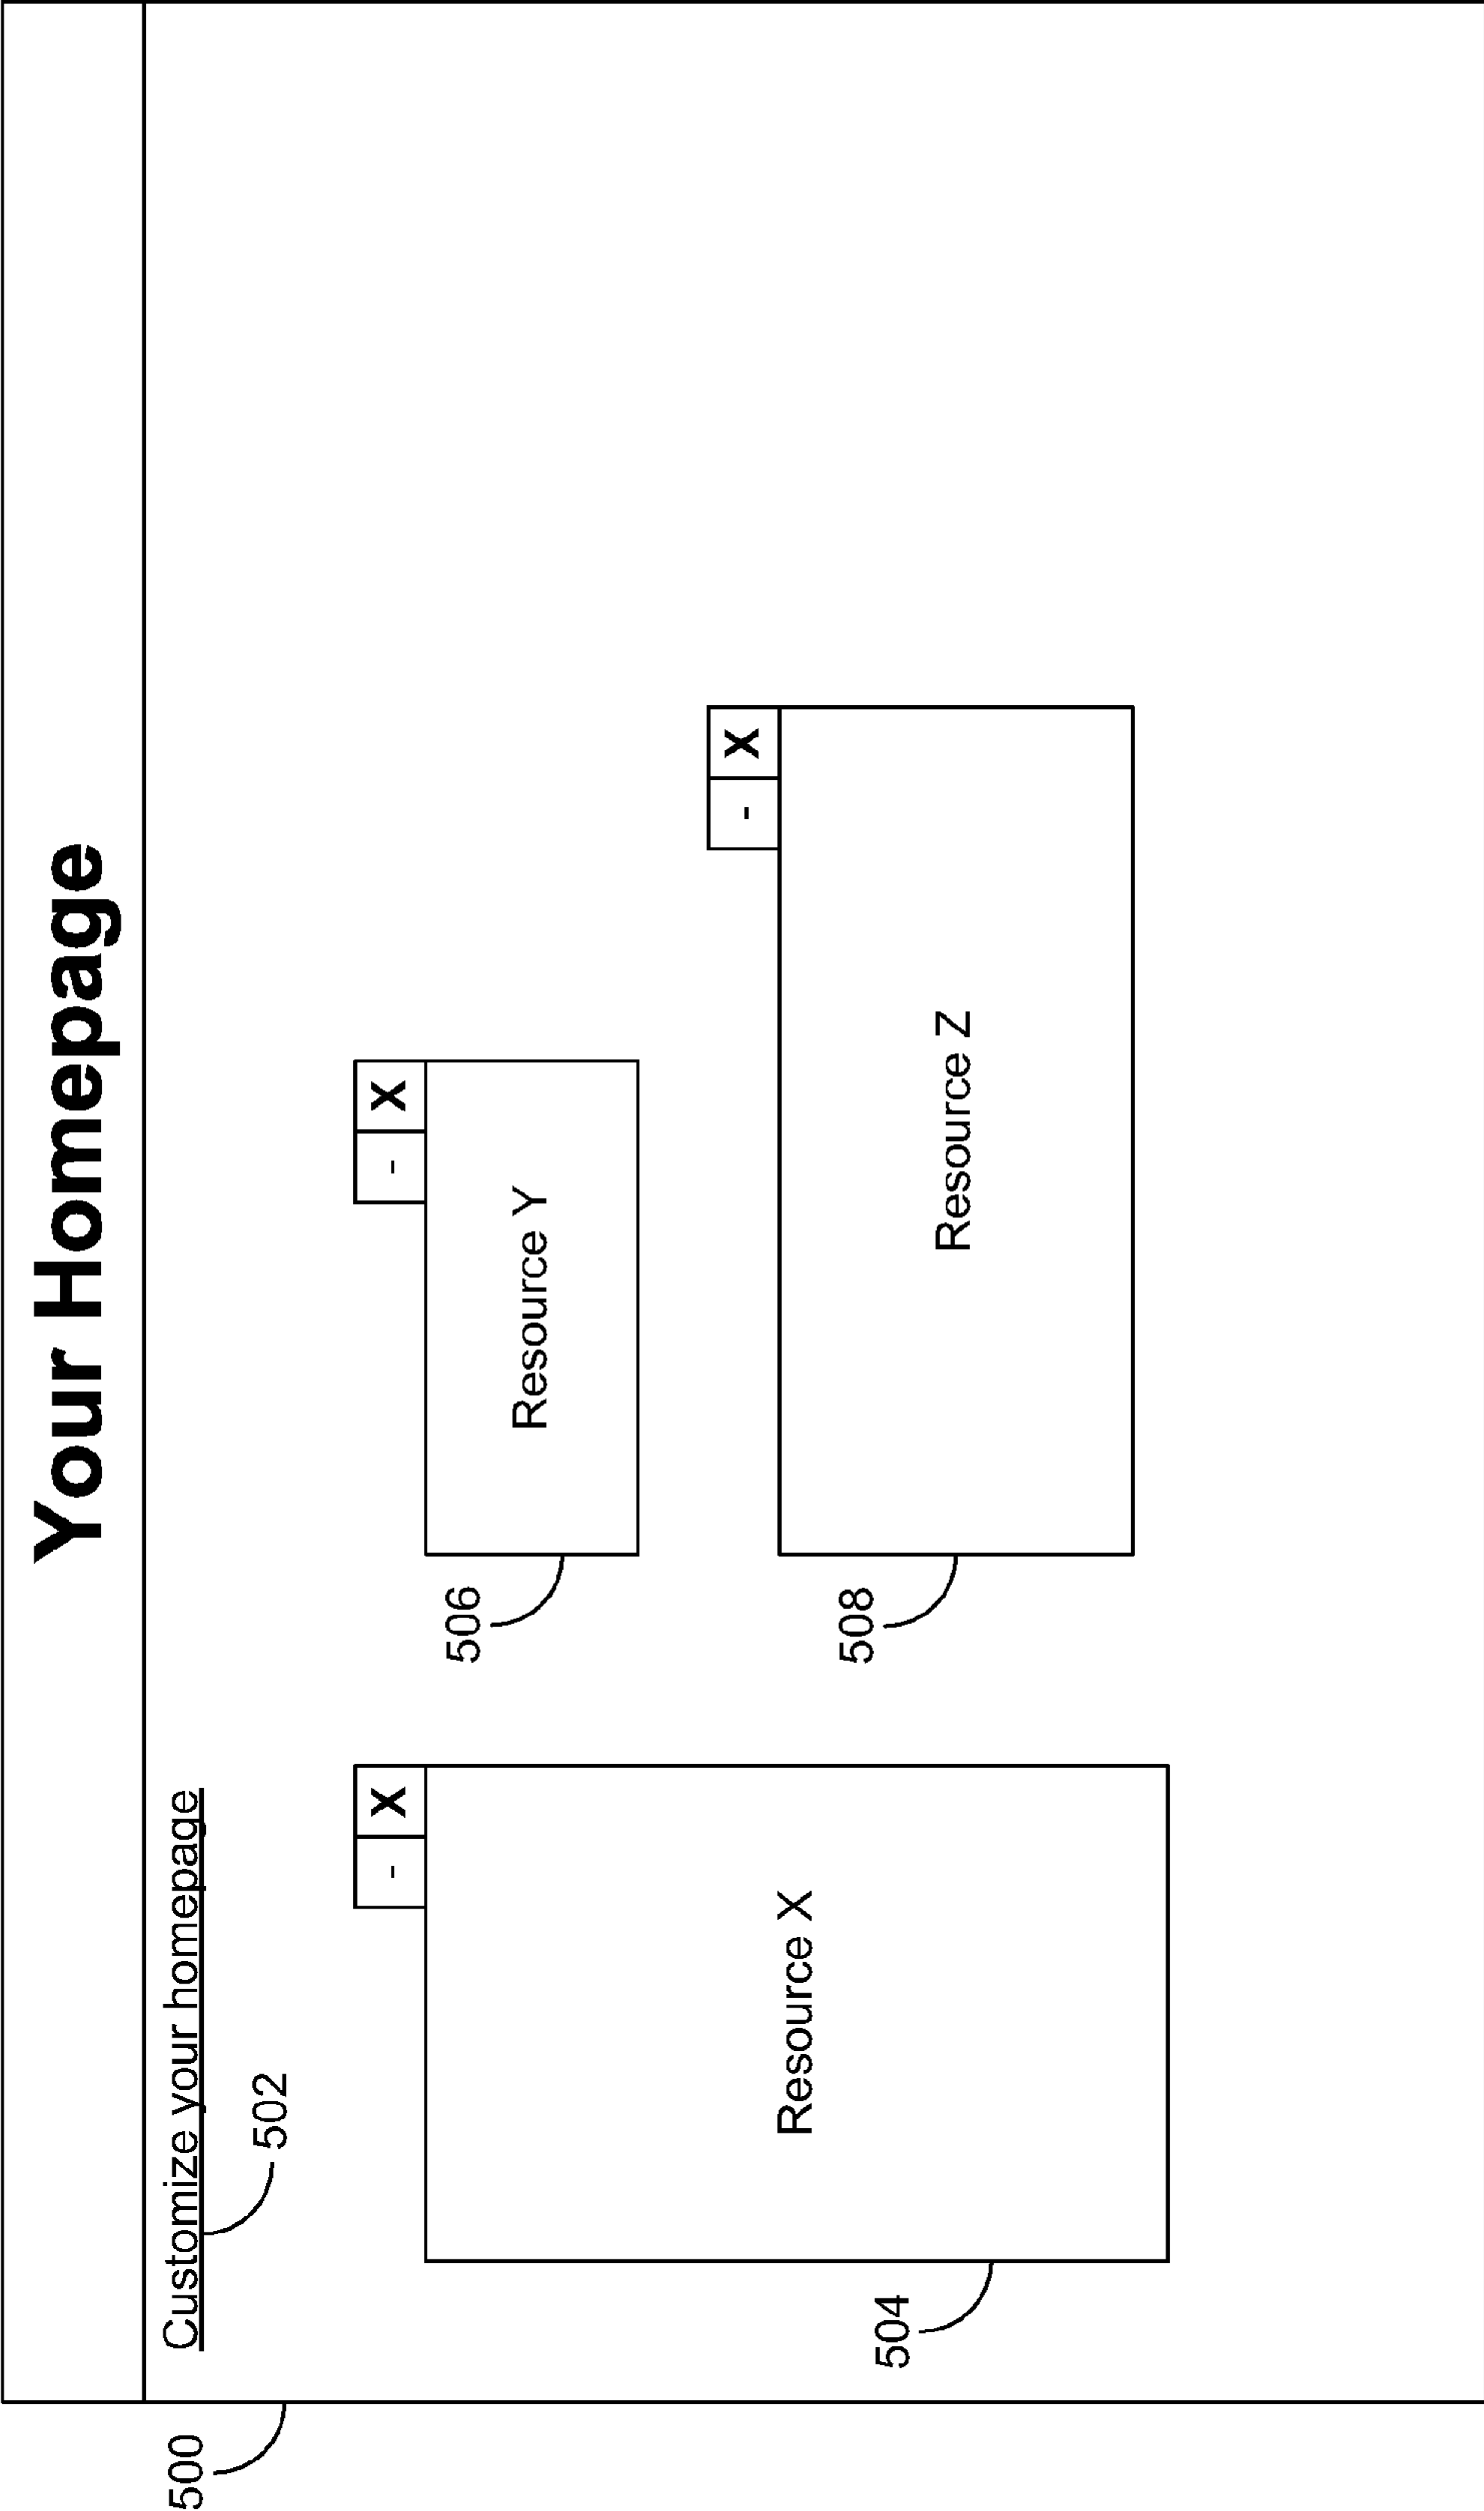 500
Your Homepage
Customize your homepage
502
- X
Resource X
504
- X
Resource Y
506
- X
Resource Z
508